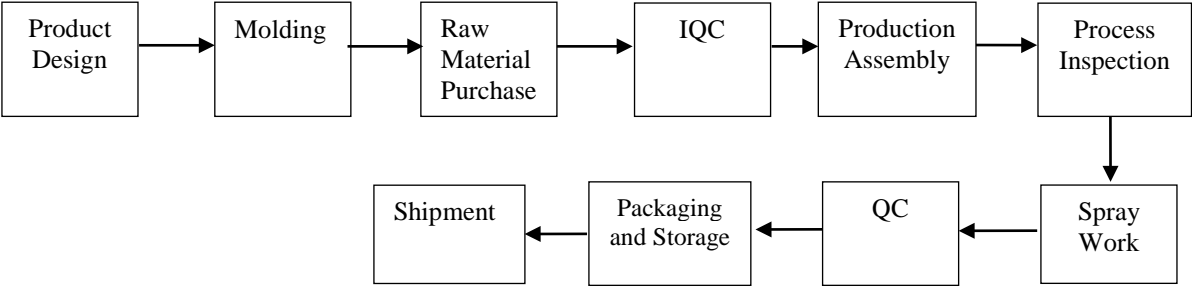 Product
Design
Molding
Raw
Material
Purchase
IQC
Production
Assembly
Process
Inspection
Shipment
Packaging
and Storage
QC
Spray
Work